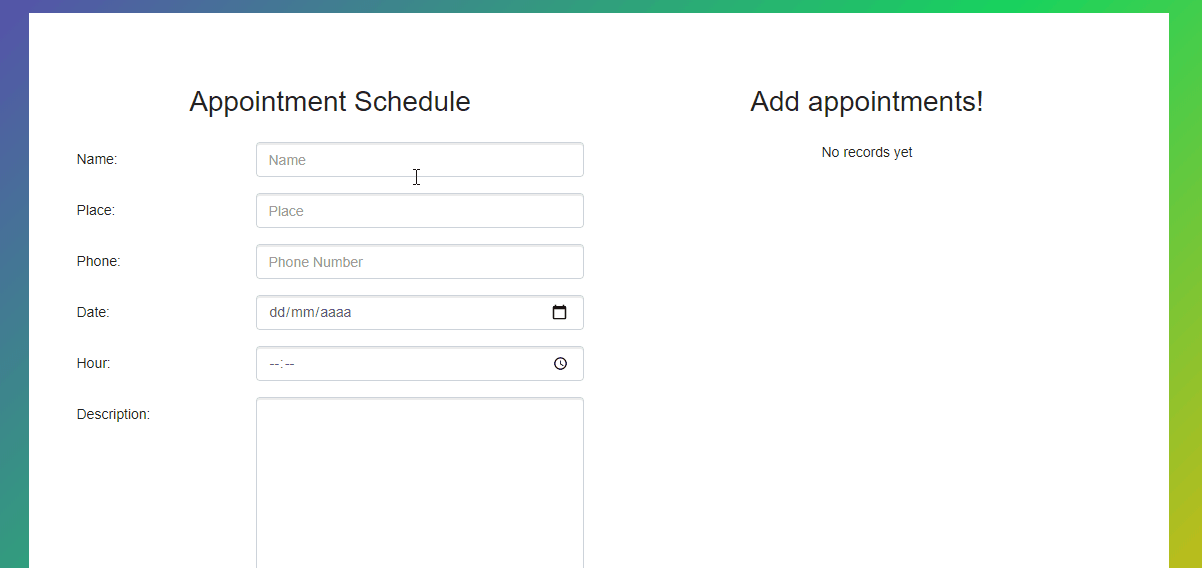 Appointment Schedule
Name:
Name
Place:
Place
Phone:
Phone Number
Date:
dd/mm/aaaa
Hour:
--:--
Description:
Add appointments!
No records yet